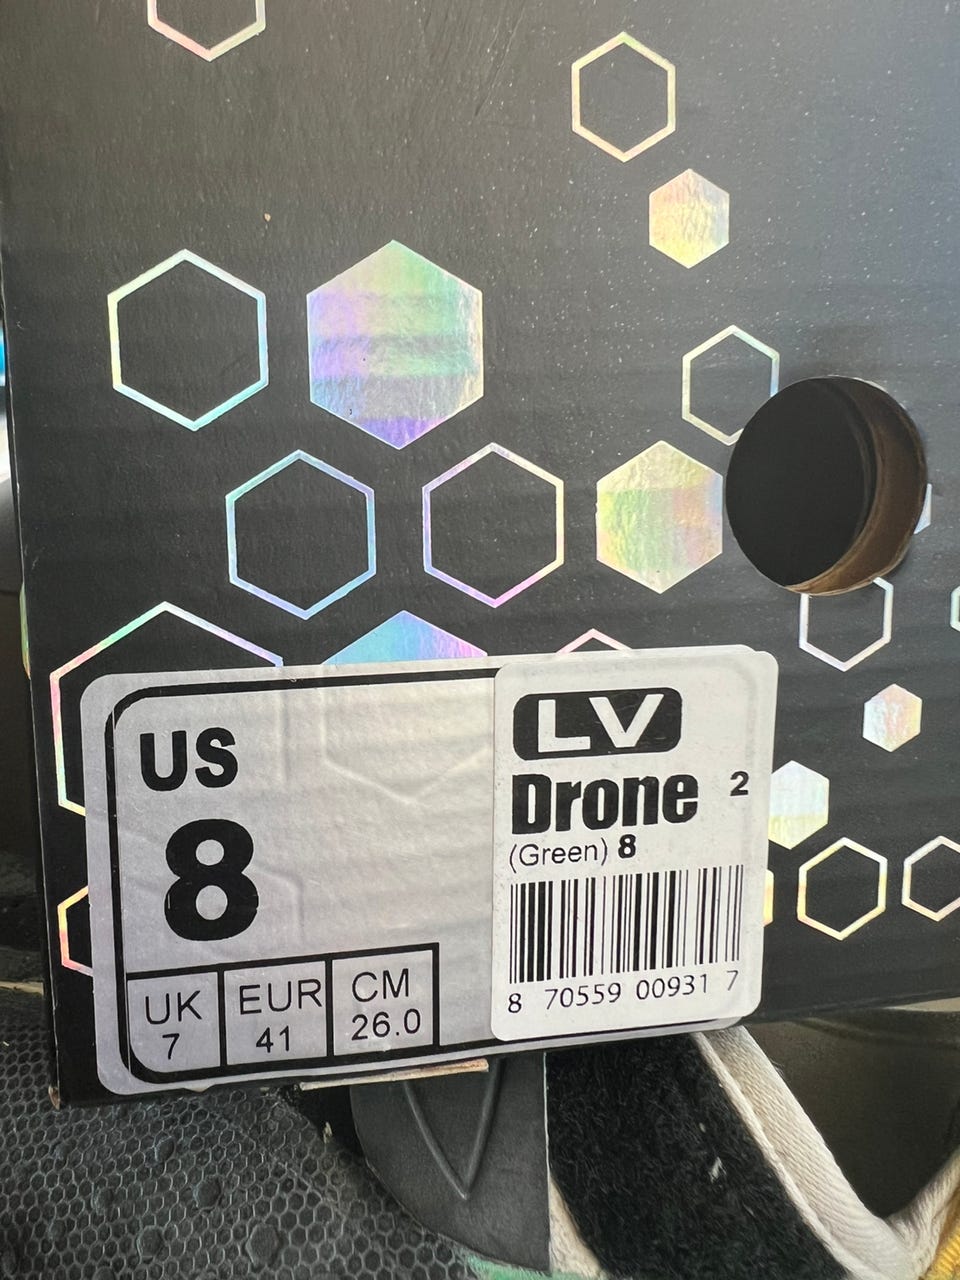 US
8
UK
7
EUR
41
CM
26.0
LV
Drone 2
(Green) 8
8 70559 00931 7